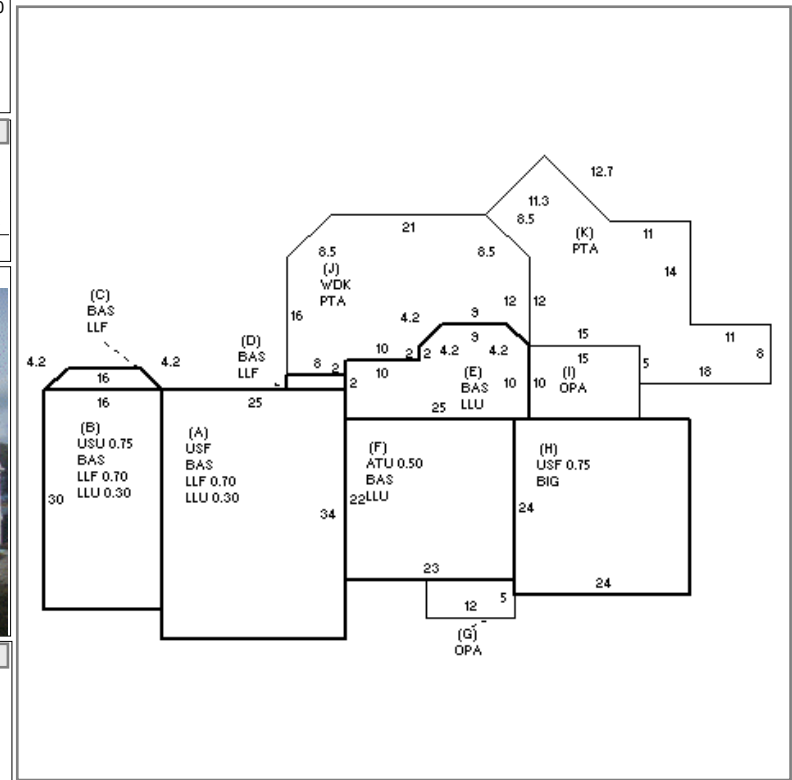 12.7
11.3
8.5
21
(K)
PTA
11
8.5
8.5
(J)
WDK
PTA
14
(C)
BAS
LLF
16
4.2
9
12
12
11
9
15
(D)
BAS
LLF
10
2
2
4.2
4.2
15
8
4.2
4.2
8
2
5
18
16
10
2
(E)
BAS
LLU
10
10
(I)
OPA
16
25
25
(B)
USU 0.75
BAS
LLF 0.70
LLU 0.30
(A)
USF
BAS
LLF 0.70
LLU 0.30
(F)
ATU 0.50
BAS
LLU
(H)
USF 0.75
BIG
30
34
22
24
23
24
12
5
(G)
OPA